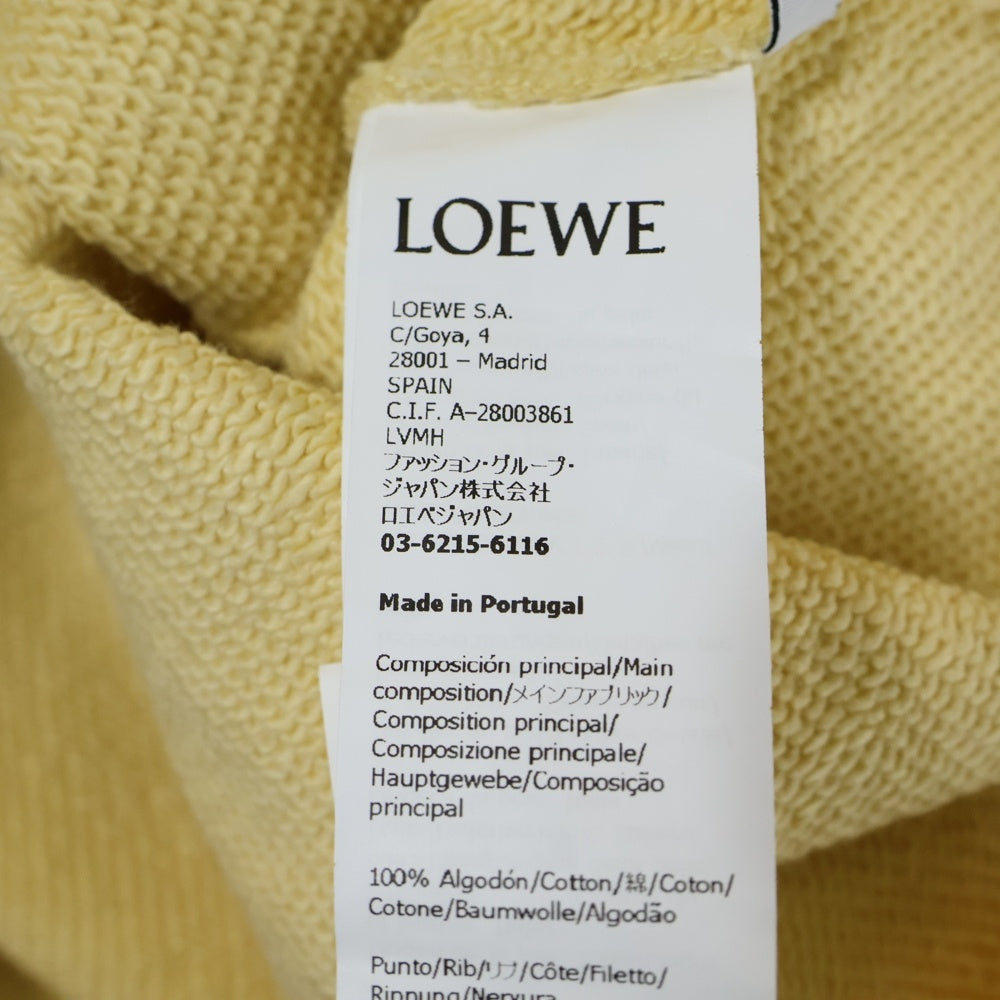 LOEWE
LOEWE S.A.
C/Goya, 4
28001 – Madrid
SPAIN
C.I.F. A–28003861
LVMH
ファッション・グループ・
ジャパン株式会社
ロエベジャパン
03-6215-6116
Made in Portugal
Composición principal/Main
composition/メインファブリック/
Composition principal/
Composizione principale/
Hauptgewebe/Composição
principal
100% Algodón/Cotton/綿/Coton/
Cotone/Baumwolle/Algodão
Punto/Rib/リブ/Côte/Filetto/
Rippung/Nervura